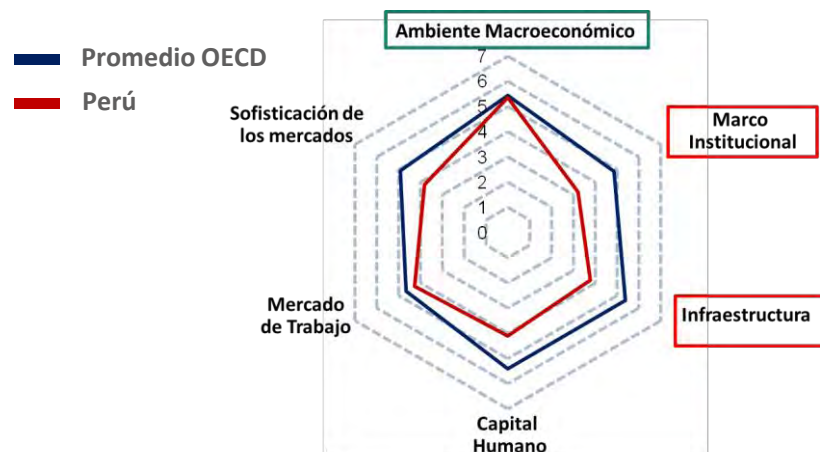 Promedio OECD
Perú
Ambiente Macroeconómico
7
6
5
4
3
2
1
0
Marco
Institucional
Infraestructura
Capital
Humano
Mercado
de Trabajo
Sofisticación de
los mercados